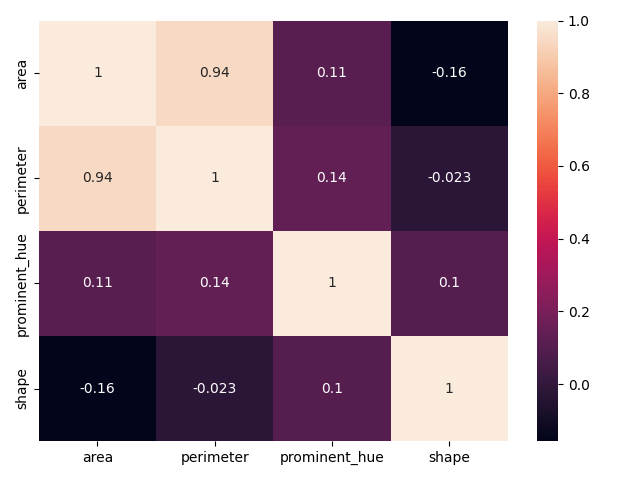 area 1 0.94 0.11 -0.16
perimeter 0.94 1 0.14 -0.023
prominent_hue 0.11 0.14 1 0.1
shape -0.16 -0.023 0.1 1
area perimeter prominent_hue shape
1.0
0.8
0.6
0.4
0.2
0.0